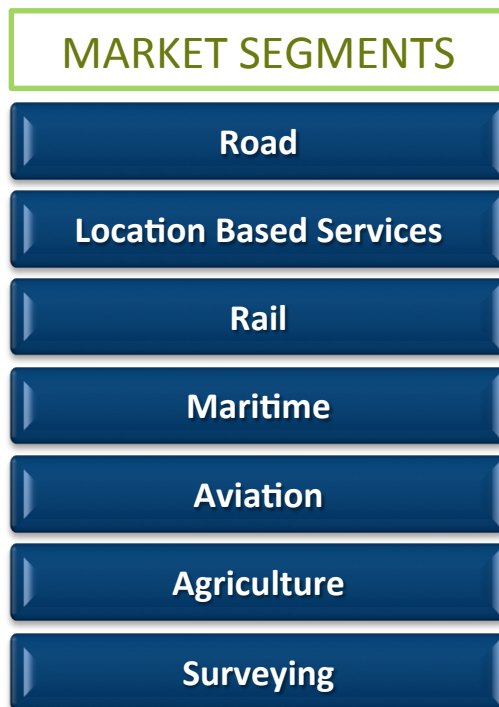 MARKET SEGMENTS
Road
Location Based Services
Rail
Maritime
Aviation
Agriculture
Surveying